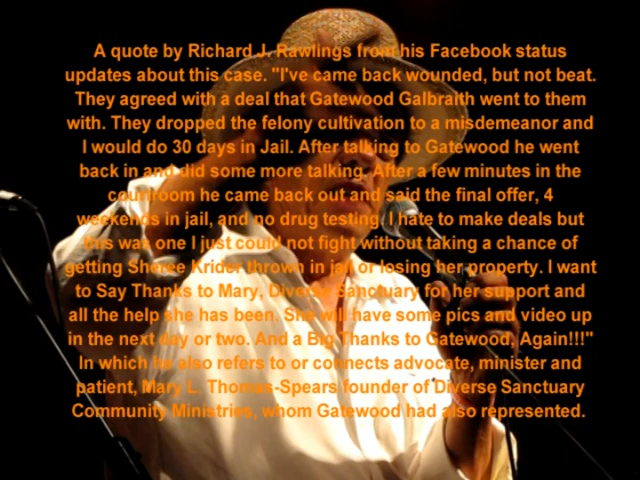 A quote by Richard J. Rawlings from his Facebook status
updates about this case. "I've came back wounded, but not beat.
They agreed with a deal that Gatewood Galbraith went to them
with. They dropped the felony cultivation to a misdemeanor and
I would do 30 days in Jail. After talking to Gatewood he went
back in and did some more talking. After a few minutes in the
courtroom he came back out and said the final offer, 4
weekends in jail, and no drug testing. I hate to make deals but
this was one I just could not fight without taking a chance of
getting Sheree Krider thrown in jail or losing her property. I want
to Say Thanks to Mary, Diverse Sanctuary for her support and
all the help she has been. She will have some pics and video up
in the next day or two. And a Big Thanks to Gatewood, Again!!!"
In which he also refers to or connects advocate, minister and
patient, Mary L. Thomas-Spears founder of Diverse Sanctuary
Community Ministries, whom Gatewood had also represented.